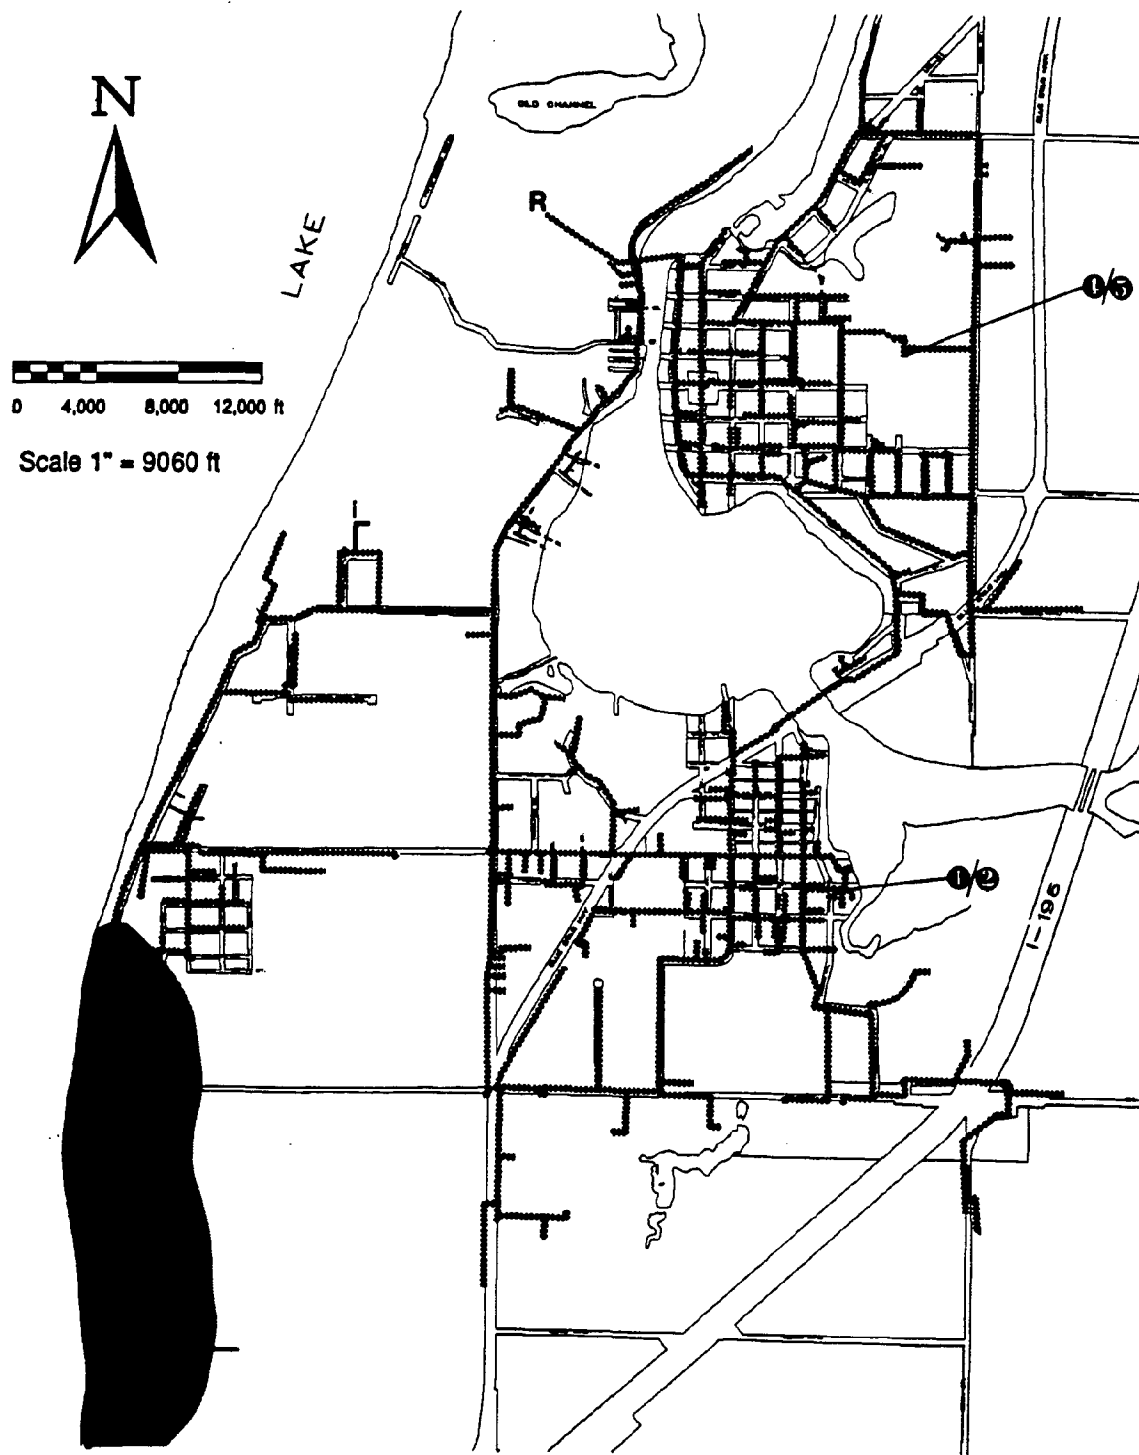 N
OLD CHANNEL
LAKE
R
1/5
0 4,000 8,000 12,000 ft
Scale 1" = 9060 ft
1/2
I-196